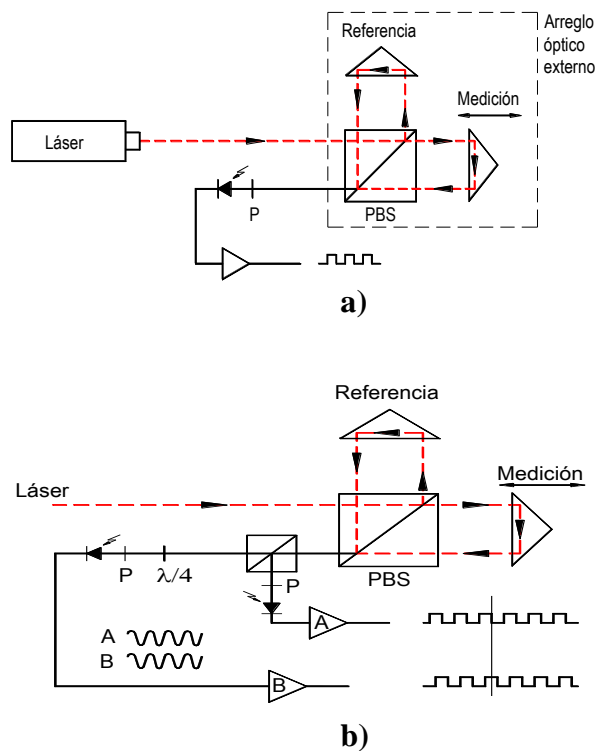 Referencia
Arreglo
óptico
externo
Medición
Láser
P
PBS
a)
Referencia
Medición
Láser
P
λ/4
P
PBS
A
A
B
B
b)